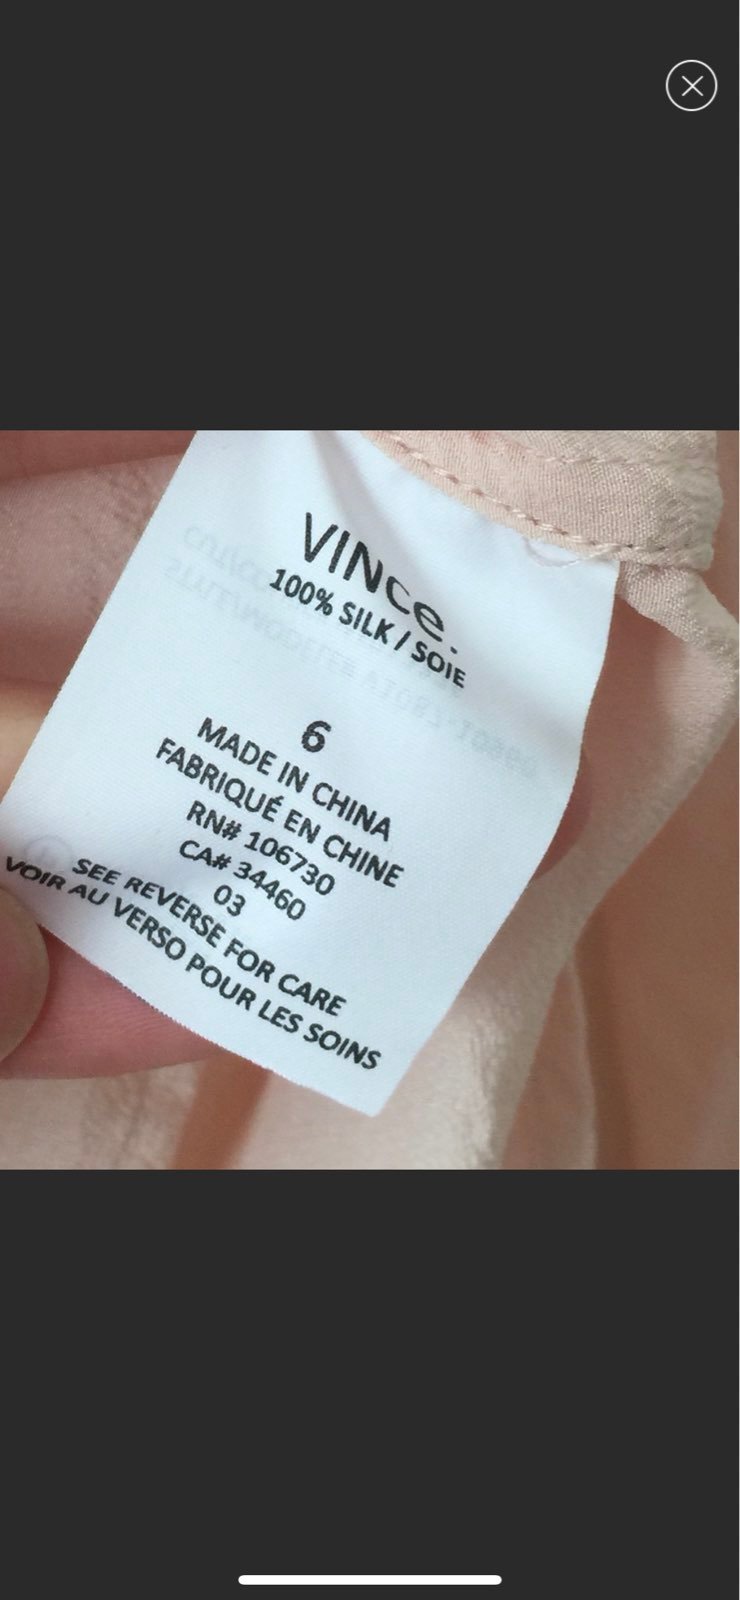 VINce.
100% SILK / SOIE
6
MADE IN CHINA
FABRIQUÉ EN CHINE
RN# 106730
CA# 34460
03
SEE REVERSE FOR CARE
VOIR AU VERSO POUR LES SOINS